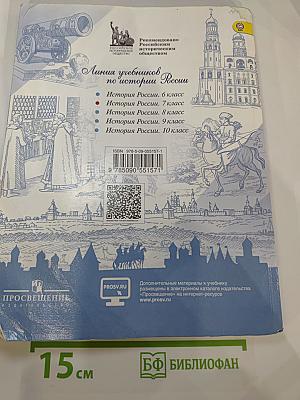 Рекомендовано
Российским
историческим
обществом
Линия учебников
по истории России
• История России. 6 класс
• История России. 7 класс
• История России. 8 класс
• История России. 9 класс
• История России. 10 класс
ISBN 978-5-09-055157-1
9 785090 551571
PROSV.RU
Дополнительные материалы к учебнику
размещены в электронном каталоге издательства
«Просвещение» на интернет-ресурсе
www.prosv.ru
ПРОСВЕЩЕНИЕ
ИЗДАТЕЛЬСТВО
15 см
БФ БИБЛИОФАН